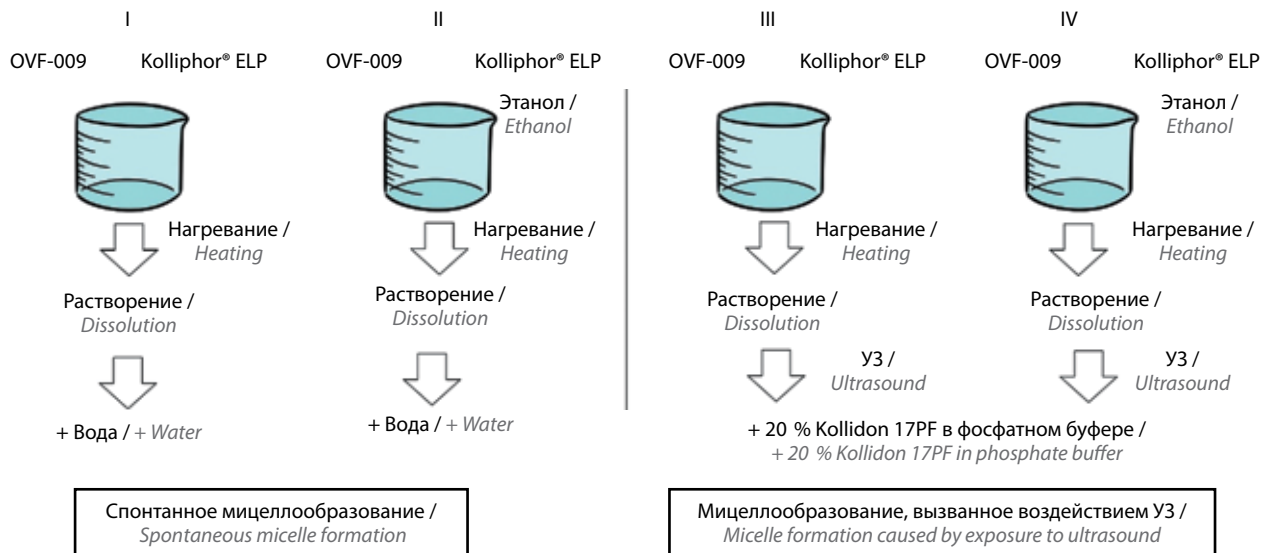 I II III IV
OVF-009 Kolliphor® ELP OVF-009 Kolliphor® ELP OVF-009 Kolliphor® ELP OVF-009 Kolliphor® ELP
Этанол / Этанол /
Ethanol Ethanol
Нагревание / Нагревание / Нагревание / Нагревание /
Heating Heating Heating Heating
Растворение / Растворение / Растворение / Растворение /
Dissolution Dissolution Dissolution Dissolution
УЗ / УЗ /
Ultrasound Ultrasound
+ Вода / + Water + Вода / + Water
+ 20 % Kollidon 17PF в фосфатном буфере /
+ 20 % Kollidon 17PF in phosphate buffer
Спонтанное мицеллообразование /
Spontaneous micelle formation
Мицеллообразование, вызванное воздействием УЗ /
Micelle formation caused by exposure to ultrasound